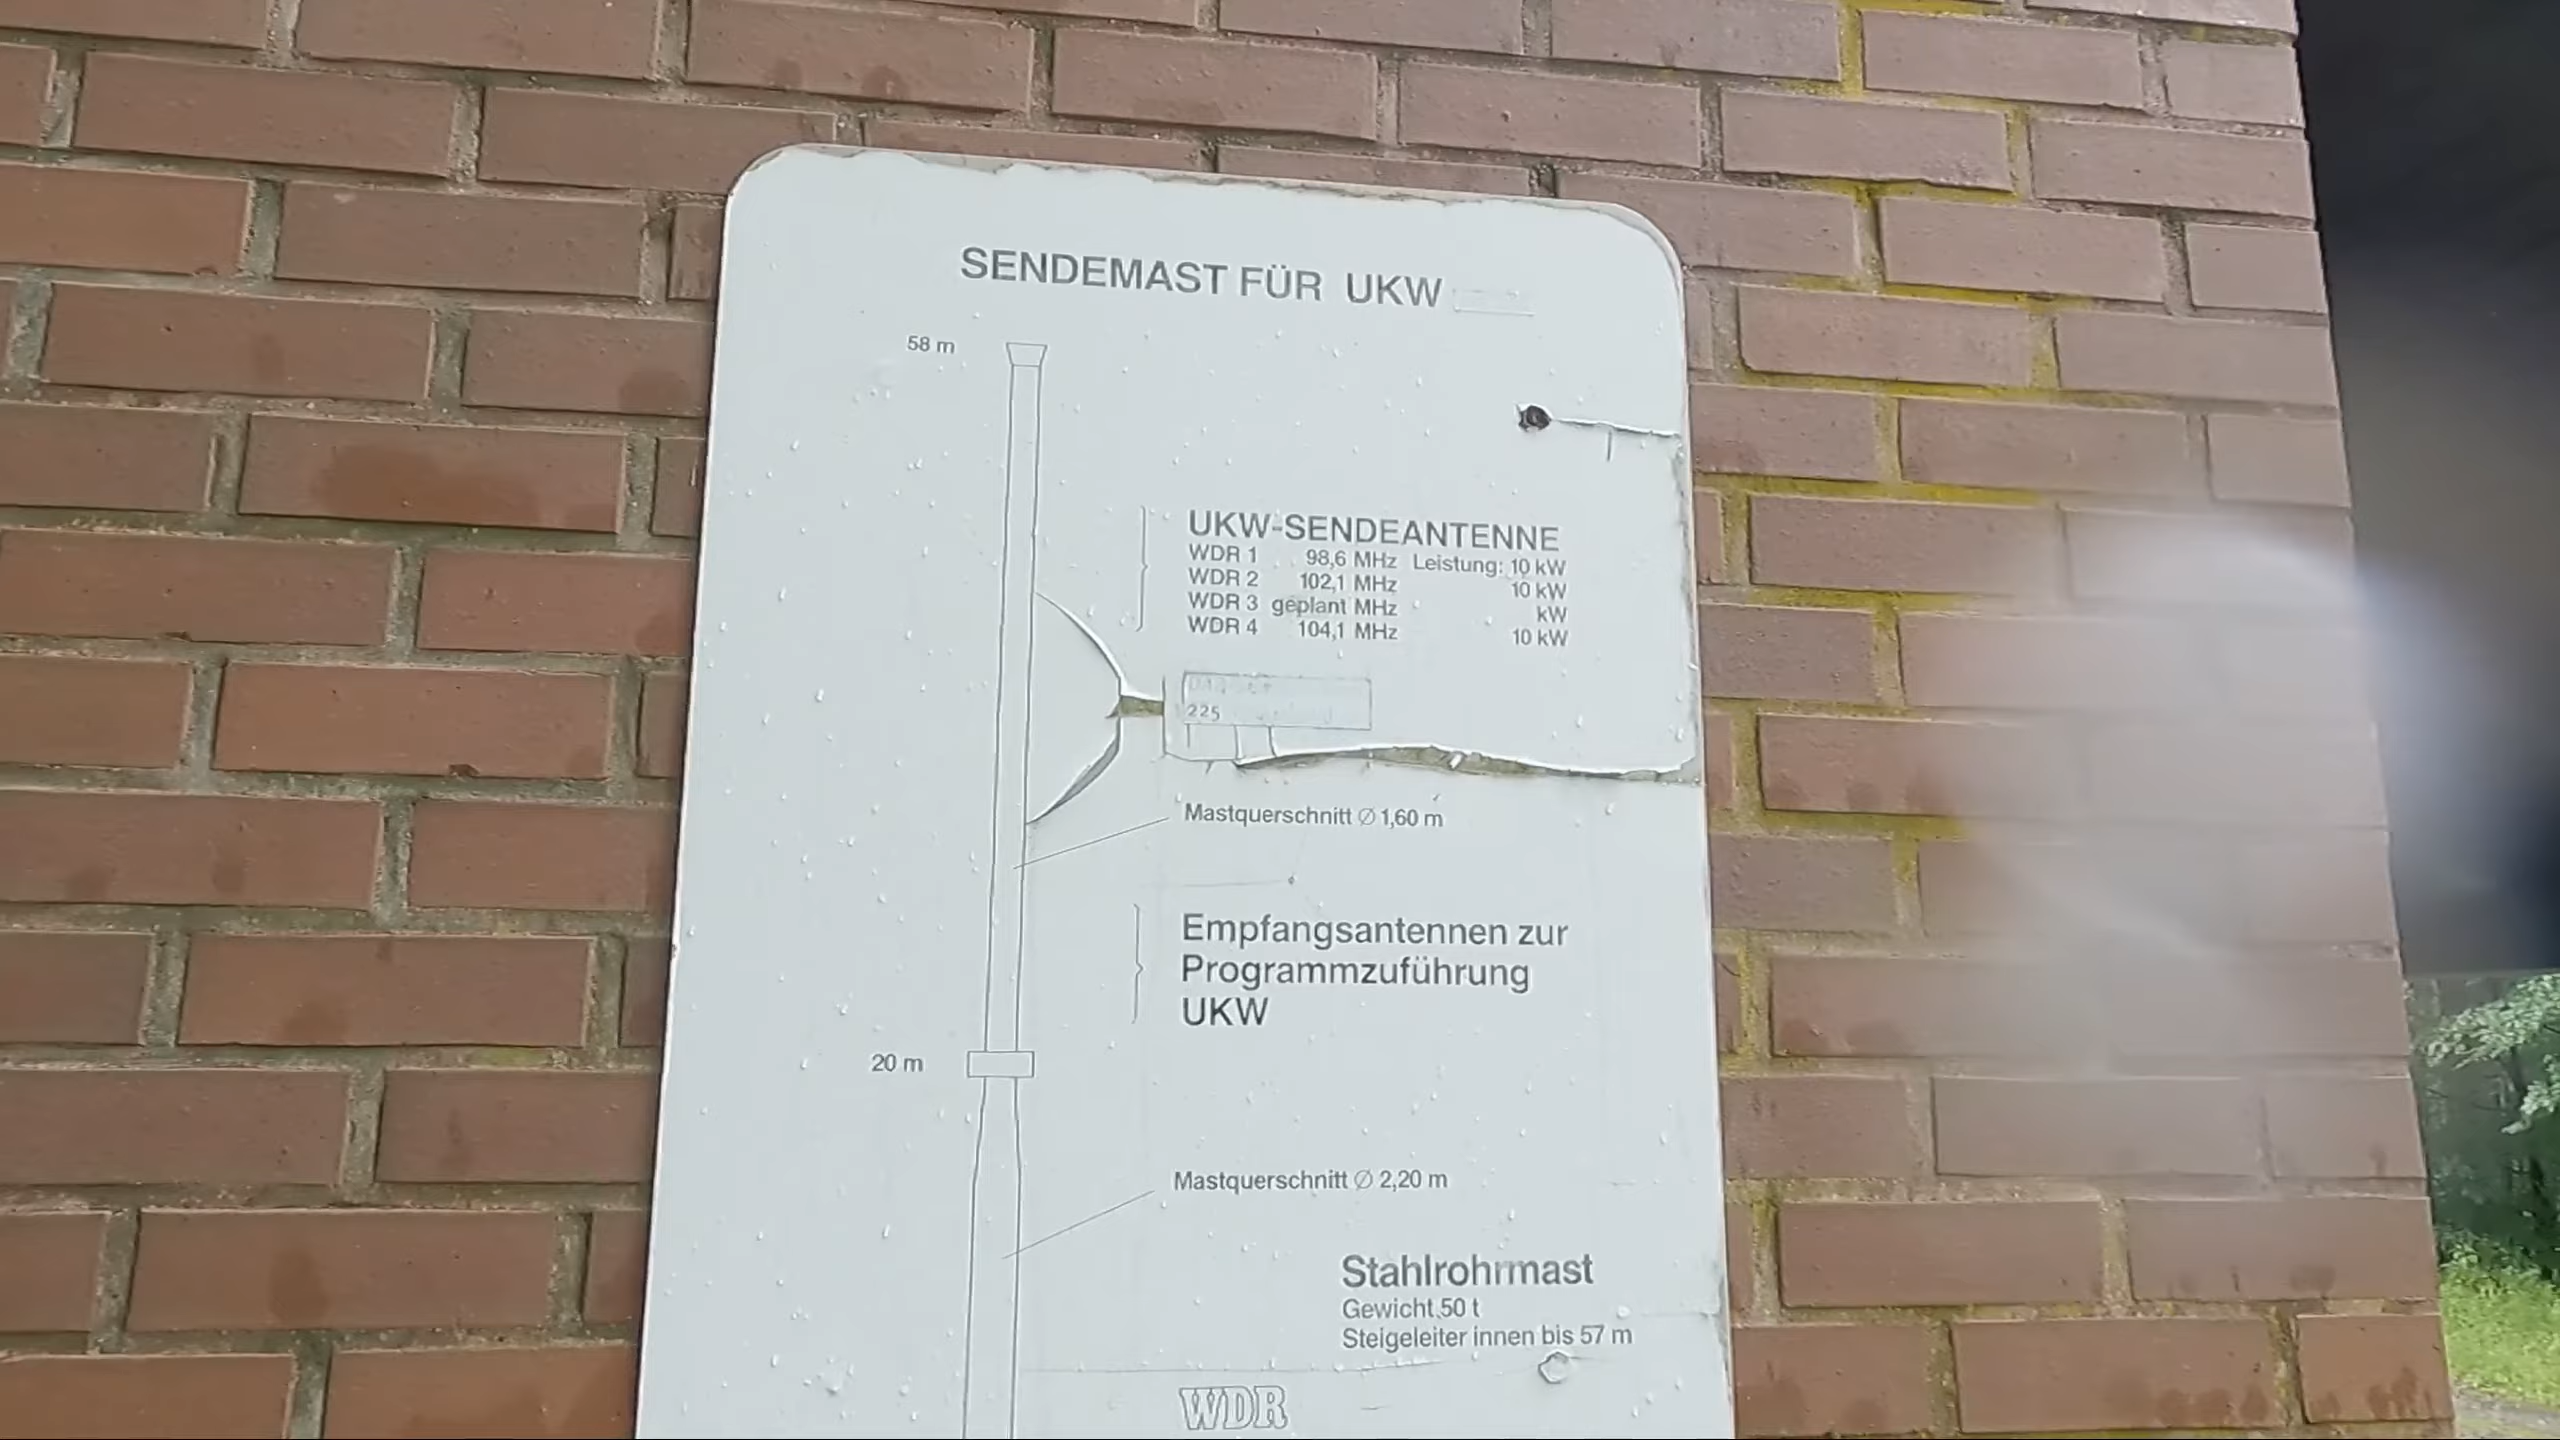 SENDEMAST FÜR UKW
58 m
UKW-SENDEANTENNE
WDR 1 98,6 MHz Leistung: 10 kW
WDR 2 102,1 MHz 10 kW
WDR 3 geplant MHz kW
WDR 4 104,1 MHz 10 kW
225
Mastquerschnitt ∅ 1,60 m
Empfangsantennen zur
Programmzuführung
UKW
20 m
Mastquerschnitt ∅ 2,20 m
Stahlrohrmast
Gewicht 50 t
Steigeleiter innen bis 57 m
WDR